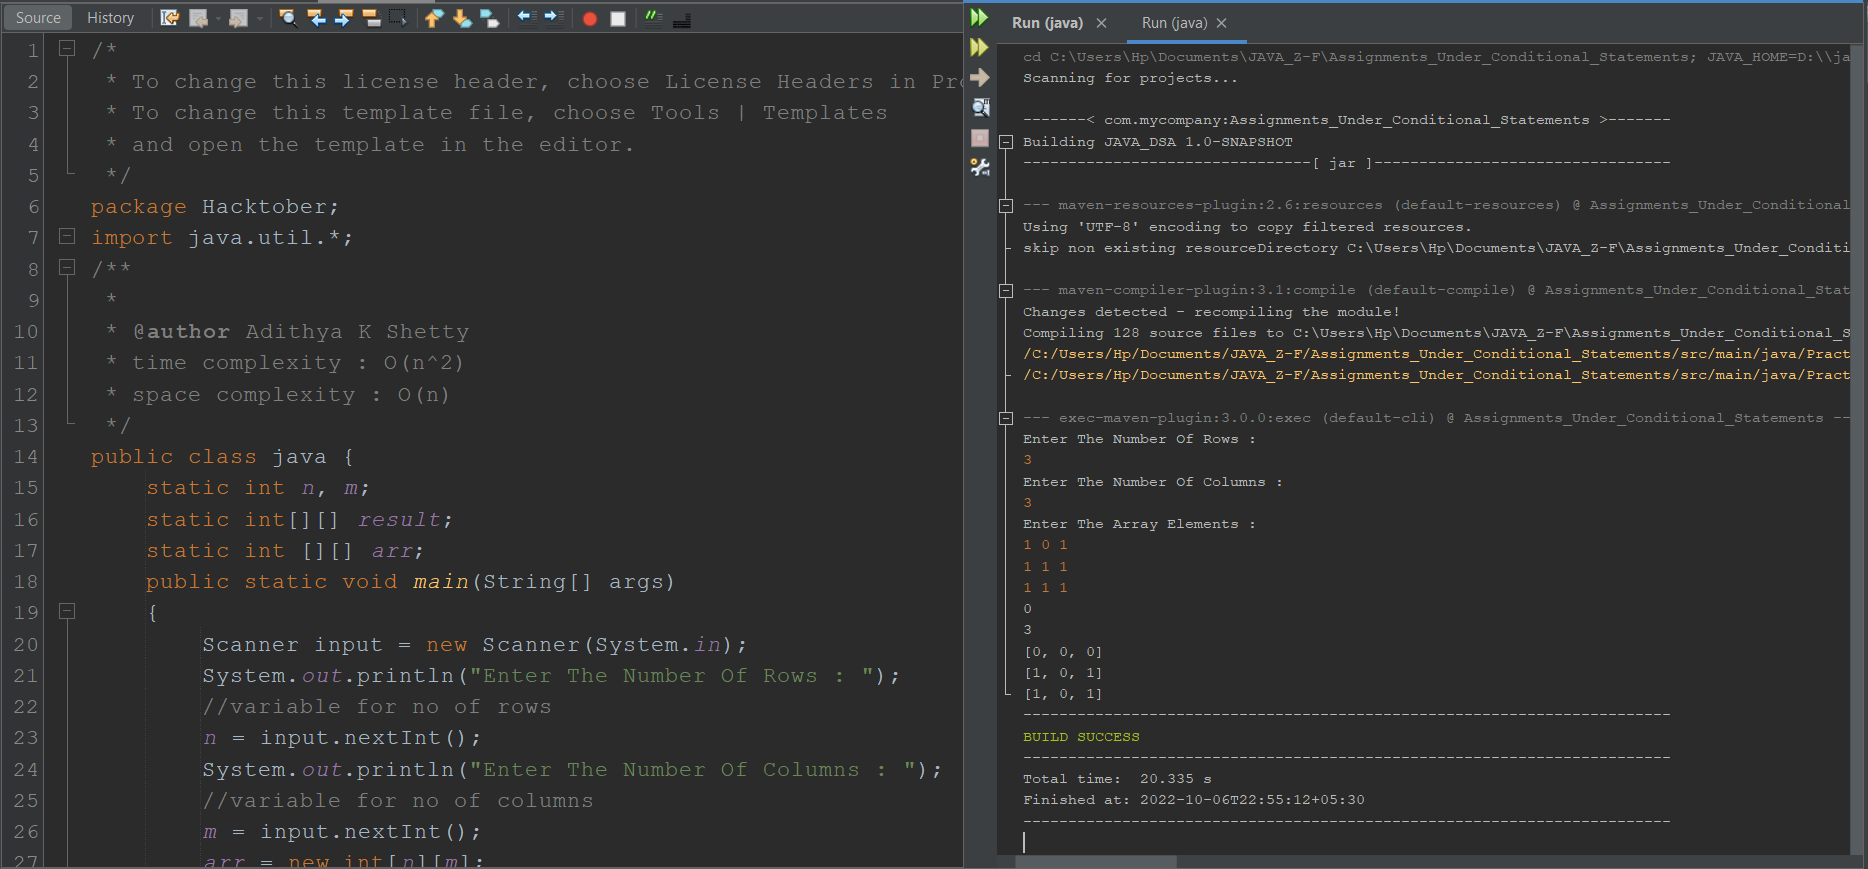 Source History
1 /*
2 * To change this license header, choose License Headers in Pro
3 * To change this template file, choose Tools | Templates
4 * and open the template in the editor.
5 */
6 package Hacktober;
7 import java.util.*;
8 /**
9 *
10 * @author Adithya K Shetty
11 * time complexity : O(n^2)
12 * space complexity : O(n)
13 */
14 public class java {
15 static int n, m;
16 static int[][] result;
17 static int [][] arr;
18 public static void main(String[] args)
19 {
20 Scanner input = new Scanner(System.in);
21 System.out.println("Enter The Number Of Rows : ");
22 //variable for no of rows
23 n = input.nextInt();
24 System.out.println("Enter The Number Of Columns : ");
25 //variable for no of columns
26 m = input.nextInt();
27 arr = new int[n][m];
Run (java) Run (java)
cd C:\Users\Hp\Documents\JAVA_Z-F\Assignments_Under_Conditional_Statements; JAVA_HOME=D:\\ja
Scanning for projects...
-------< com.mycompany:Assignments_Under_Conditional_Statements >-------
Building JAVA_DSA 1.0-SNAPSHOT
--------------------------------[ jar ]---------------------------------
--- maven-resources-plugin:2.6:resources (default-resources) @ Assignments_Under_Conditional
Using 'UTF-8' encoding to copy filtered resources.
skip non existing resourceDirectory C:\Users\Hp\Documents\JAVA_Z-F\Assignments_Under_Conditi
--- maven-compiler-plugin:3.1:compile (default-compile) @ Assignments_Under_Conditional_Stat
Changes detected - recompiling the module!
Compiling 128 source files to C:\Users\Hp\Documents\JAVA_Z-F\Assignments_Under_Conditional_S
/C:/Users/Hp/Documents/JAVA_Z-F/Assignments_Under_Conditional_Statements/src/main/java/Pract
/C:/Users/Hp/Documents/JAVA_Z-F/Assignments_Under_Conditional_Statements/src/main/java/Pract
--- exec-maven-plugin:3.0.0:exec (default-cli) @ Assignments_Under_Conditional_Statements --
Enter The Number Of Rows :
3
Enter The Number Of Columns :
3
Enter The Array Elements :
1 0 1
1 1 1
1 1 1
0
3
[0, 0, 0]
[1, 0, 1]
[1, 0, 1]
------------------------------------------------------------------------
BUILD SUCCESS
------------------------------------------------------------------------
Total time:  20.335 s
Finished at: 2022-10-06T22:55:12+05:30
------------------------------------------------------------------------